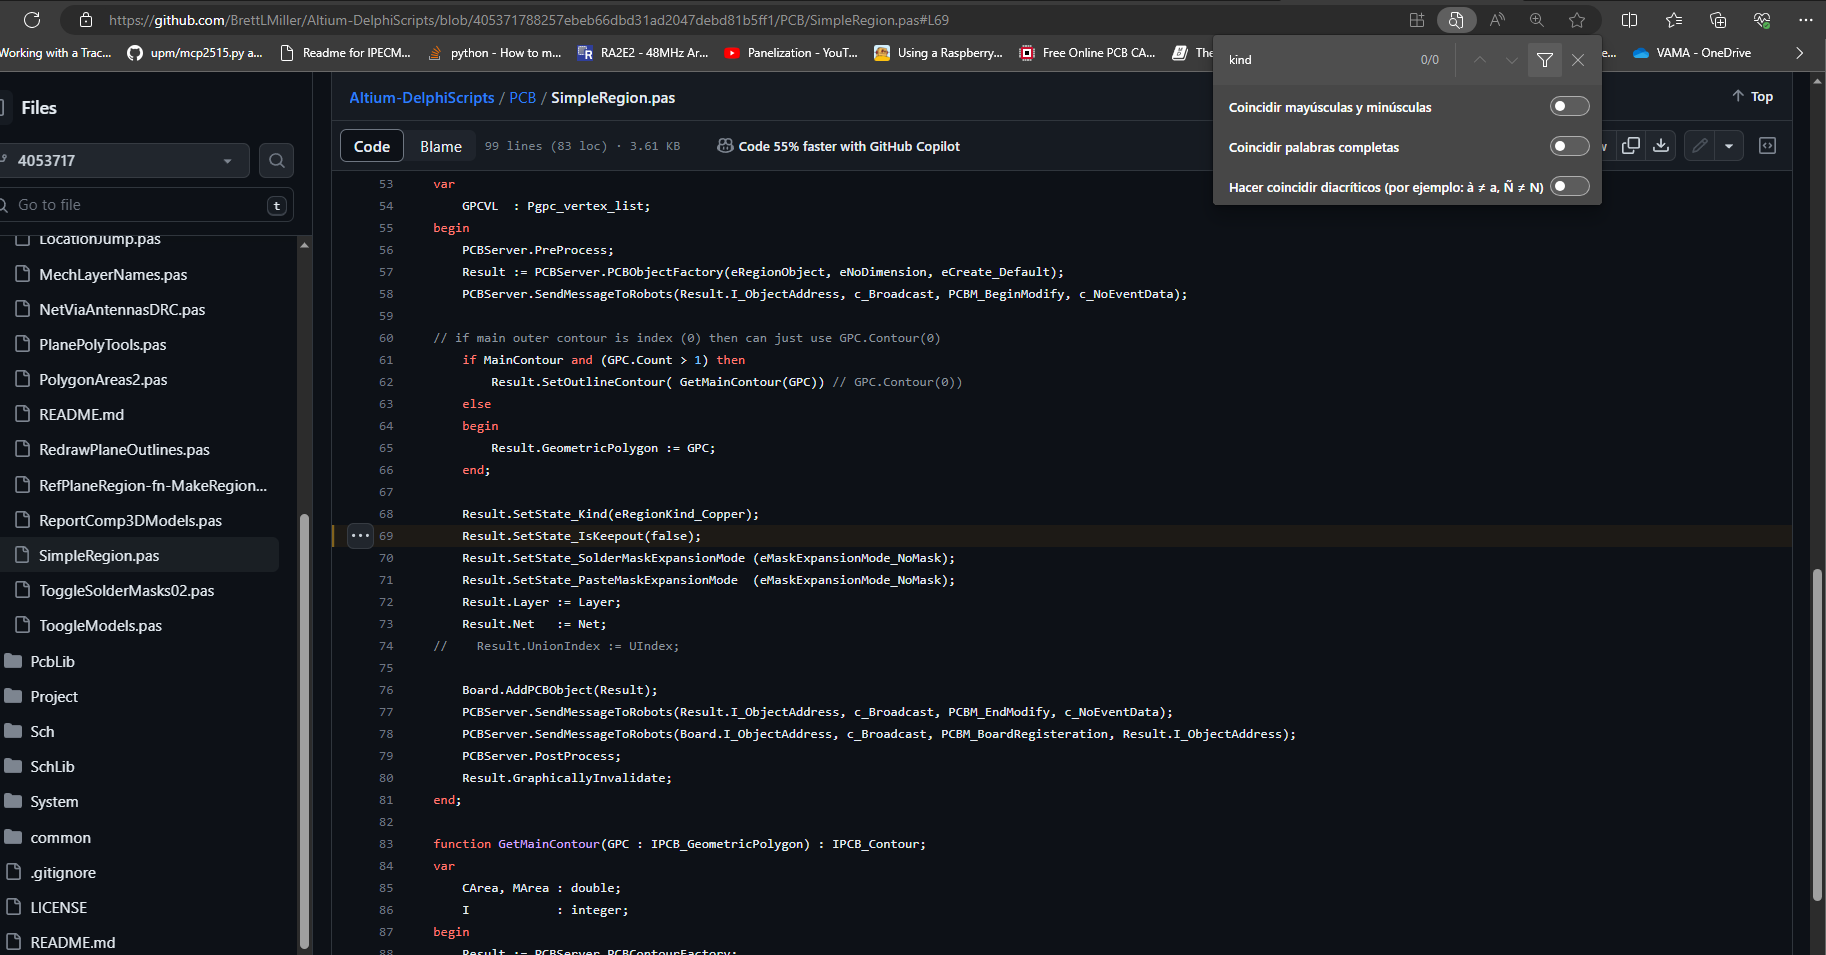 https://github.com/BrettLMiller/Altium-DelphiScripts/blob/405371788257ebeb66dbd31ad2047debd81b5ff1/PCB/SimpleRegion.pas#L69
Working with a Trac...
upm/mcp2515.py a...
Readme for IPECM...
python - How to m...
RA2E2 - 48MHz Ar...
Panelization - YouT...
Using a Raspberry...
Free Online PCB CA...
The
e...
VAMA - OneDrive
kind
0/0
Coincidir mayúsculas y minúsculas
Coincidir palabras completas
Hacer coincidir diacríticos (por ejemplo: à ≠ a, Ñ ≠ N)
Files
4053717
Go to file
t
LocationJump.pas
MechLayerNames.pas
NetViaAntennasDRC.pas
PlanePolyTools.pas
PolygonAreas2.pas
README.md
RedrawPlaneOutlines.pas
RefPlaneRegion-fn-MakeRegion...
ReportComp3DModels.pas
SimpleRegion.pas
ToggleSolderMasks02.pas
ToogleModels.pas
PcbLib
Project
Sch
SchLib
System
common
.gitignore
LICENSE
README.md
Altium-DelphiScripts / PCB / SimpleRegion.pas
Top
Code
Blame
99 lines (83 loc) · 3.61 KB
Code 55% faster with GitHub Copilot
w
53 var
54 GPCVL : Pgpc_vertex_list;
55 begin
56 PCBServer.PreProcess;
57 Result := PCBServer.PCBObjectFactory(eRegionObject, eNoDimension, eCreate_Default);
58 PCBServer.SendMessageToRobots(Result.I_ObjectAddress, c_Broadcast, PCBM_BeginModify, c_NoEventData);
59
60 // if main outer contour is index (0) then can just use GPC.Contour(0)
61 if MainContour and (GPC.Count > 1) then
62 Result.SetOutlineContour( GetMainContour(GPC)) // GPC.Contour(0))
63 else
64 begin
65 Result.GeometricPolygon := GPC;
66 end;
67
68 Result.SetState_Kind(eRegionKind_Copper);
69 Result.SetState_IsKeepout(false);
70 Result.SetState_SolderMaskExpansionMode (eMaskExpansionMode_NoMask);
71 Result.SetState_PasteMaskExpansionMode (eMaskExpansionMode_NoMask);
72 Result.Layer := Layer;
73 Result.Net := Net;
74 // Result.UnionIndex := UIndex;
75
76 Board.AddPCBObject(Result);
77 PCBServer.SendMessageToRobots(Result.I_ObjectAddress, c_Broadcast, PCBM_EndModify, c_NoEventData);
78 PCBServer.SendMessageToRobots(Board.I_ObjectAddress, c_Broadcast, PCBM_BoardRegisteration, Result.I_ObjectAddress);
79 PCBServer.PostProcess;
80 Result.GraphicallyInvalidate;
81 end;
82
83 function GetMainContour(GPC : IPCB_GeometricPolygon) : IPCB_Contour;
84 var
85 CArea, MArea : double;
86 I : integer;
87 begin
88 Result := PCBServer.PCBContourFactory;